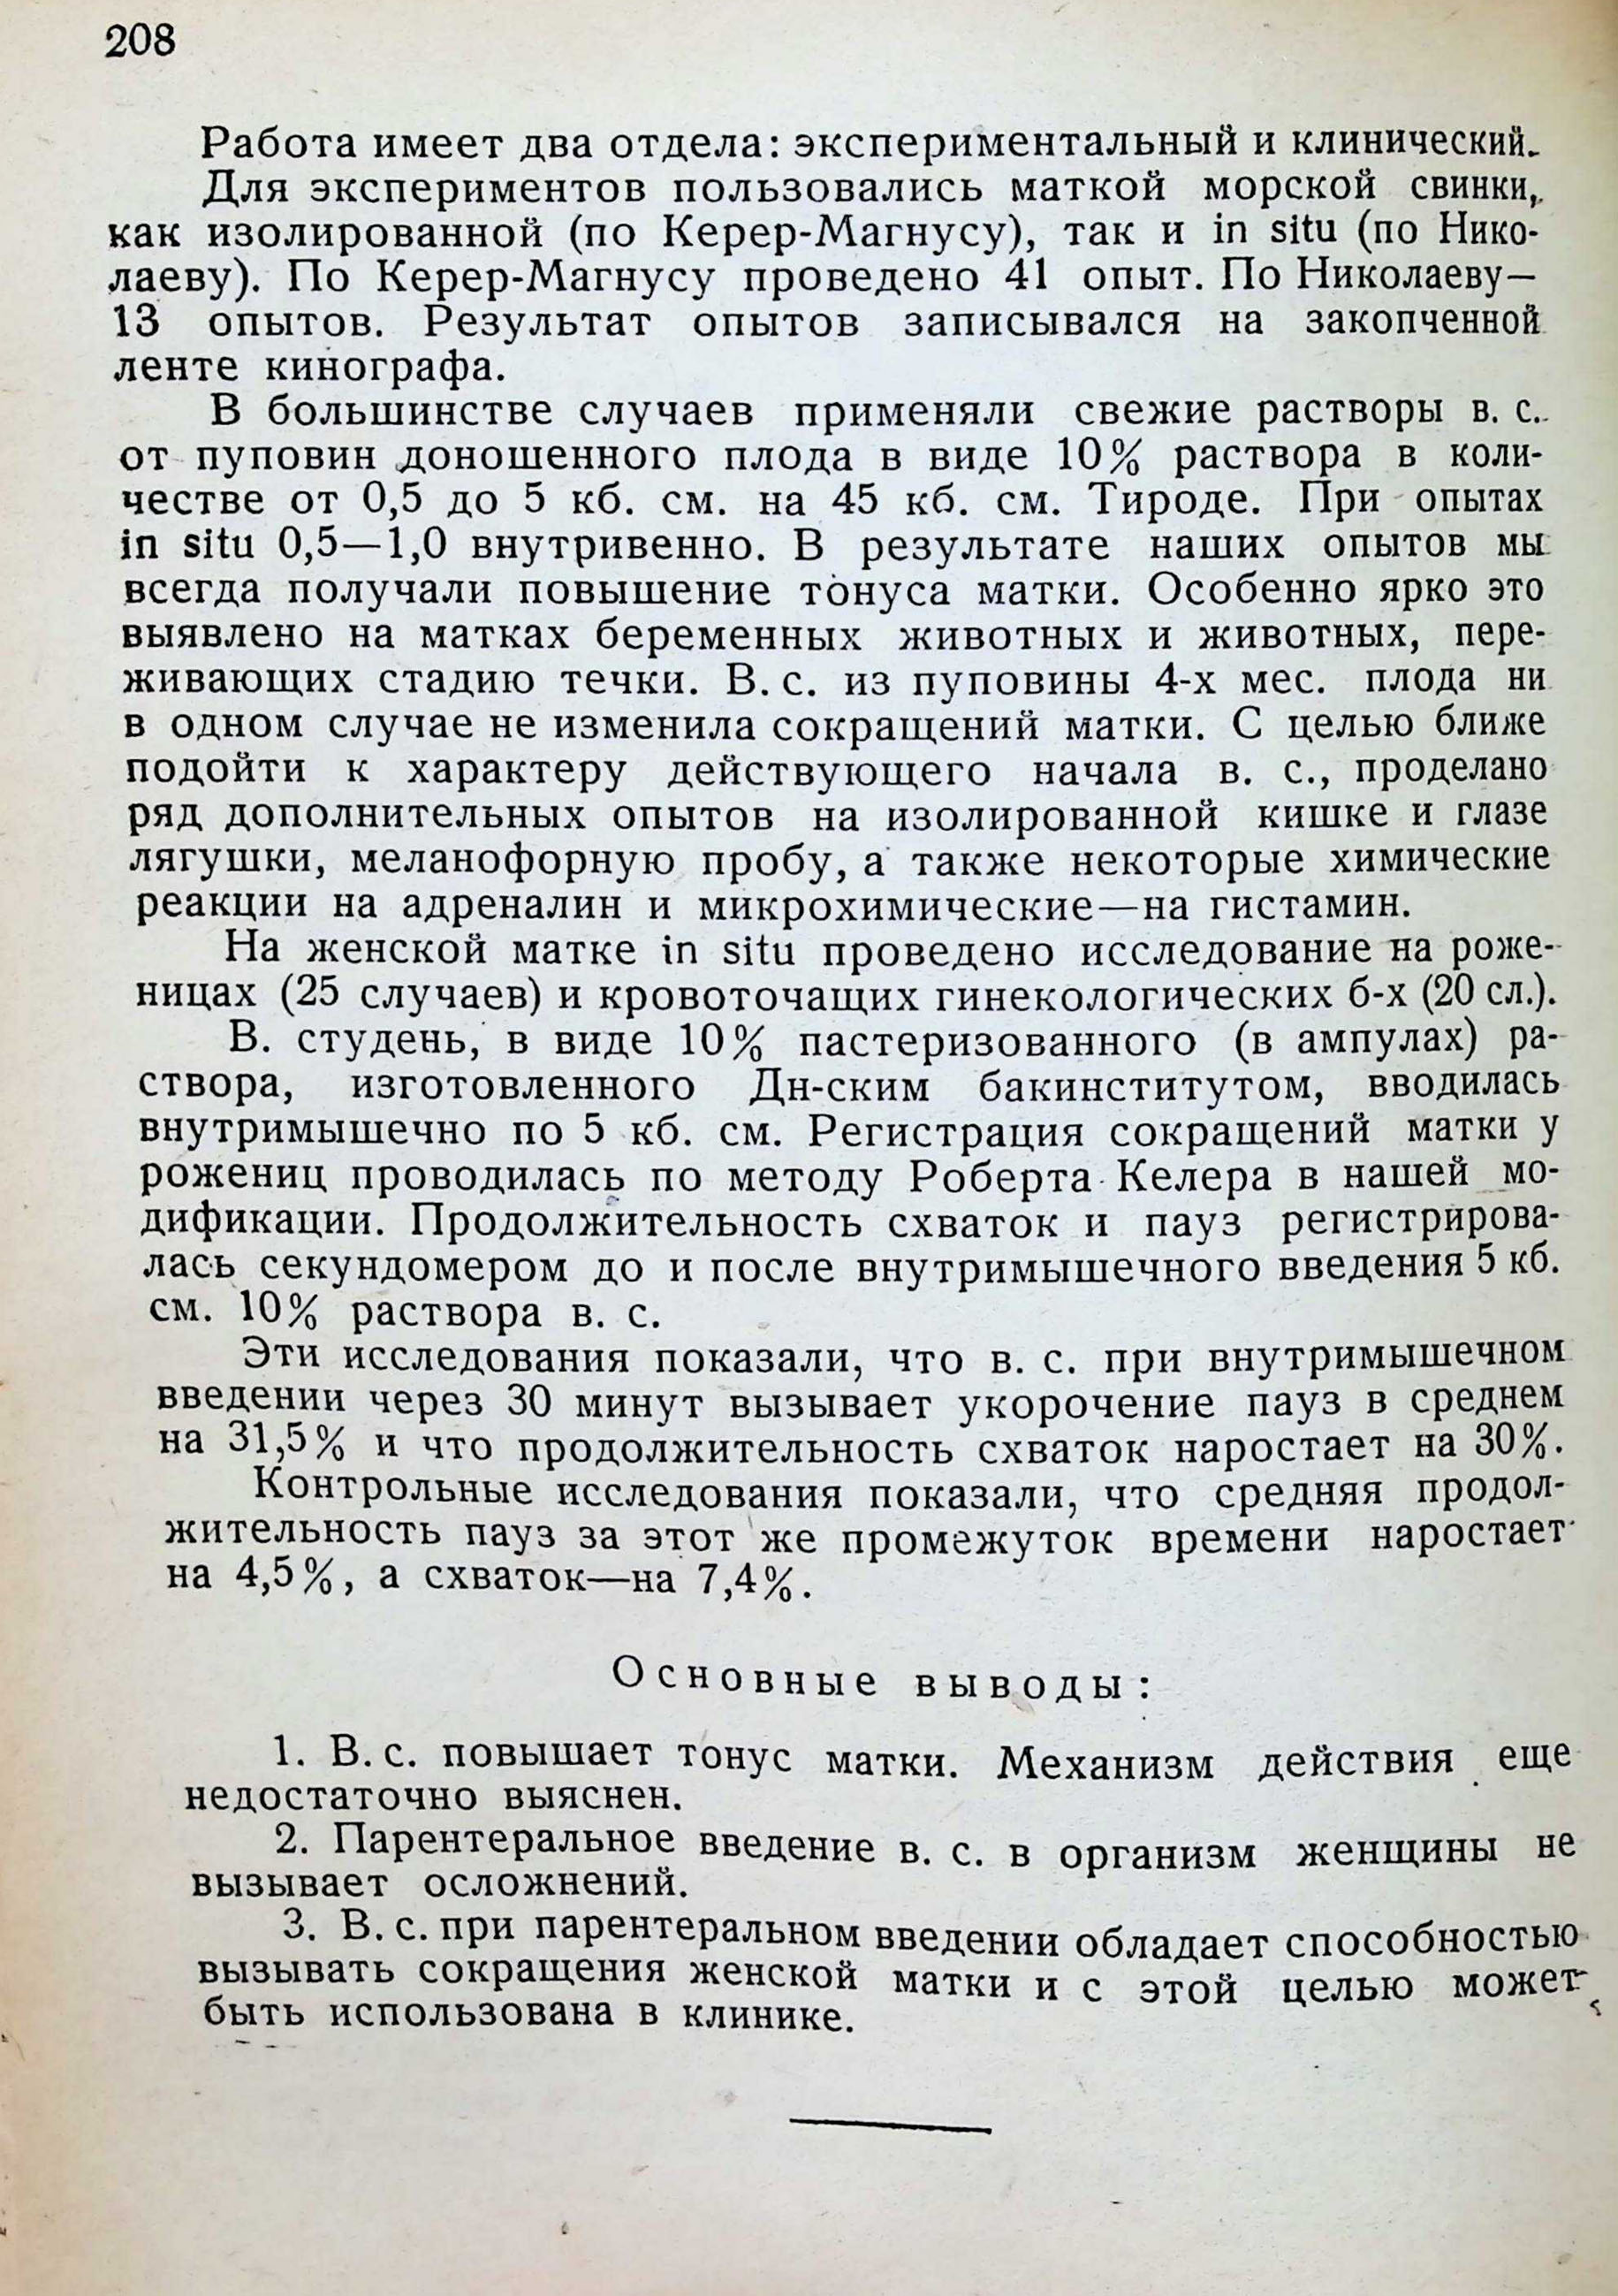 208
Работа имеет два отдела: экспериментальный и клинический.
Для экспериментов пользовались маткой морской свинки,
как изолированной (по Керер-Магнусу), так и in situ (по Нико-
лаеву). По Керер-Магнусу проведено 41 опыт. По Николаеву—
13 опытов. Результат опытов записывался на закопченной
ленте кинографа.
В большинстве случаев применяли свежие растворы в. с.
от пуповин доношенного плода в виде 10% раствора в коли-
честве от 0,5 до 5 кб. см. на 45 кб. см. Тироде. При опытах
in situ 0,5—1,0 внутривенно. В результате наших опытов мы
всегда получали повышение тонуса матки. Особенно ярко это
выявлено на матках беременных животных и животных, пере-
живающих стадию течки. В. с. из пуповины 4-х мес. плода ни
в одном случае не изменила сокращений матки. С целью ближе
подойти к характеру действующего начала в. с., проделано
ряд дополнительных опытов на изолированной кишке и глазе
лягушки, меланофорную пробу, а также некоторые химические
реакции на адреналин и микрохимические—на гистамин.
На женской матке in situ проведено исследование на роже-
ницах (25 случаев) и кровоточащих гинекологических б-х (20 сл.).
В. студень, в виде 10% пастеризованного (в ампулах) ра-
створа, изготовленного Дн-ским бакинститутом, вводилась
внутримышечно по 5 кб. см. Регистрация сокращений матки у
рожениц проводилась по методу Роберта Келера в нашей мо-
дификации. Продолжительность схваток и пауз регистрирова-
лась секундомером до и после внутримышечного введения 5 кб.
см. 10% раствора в. с.
Эти исследования показали, что в. с. при внутримышечном
введении через 30 минут вызывает укорочение пауз в среднем
на 31,5% и что продолжительность схваток наростает на 30%.
Контрольные исследования показали, что средняя продол-
жительность пауз за этот же промежуток времени наростает
на 4,5%, а схваток—на 7,4%.
Основные выводы:
1. В. с. повышает тонус матки. Механизм действия еще
недостаточно выяснен.
2. Парентеральное введение в. с. в организм женщины не
вызывает осложнений.
3. В. с. при парентеральном введении обладает способностью
вызывать сокращения женской матки и с этой целью может
быть использована в клинике.